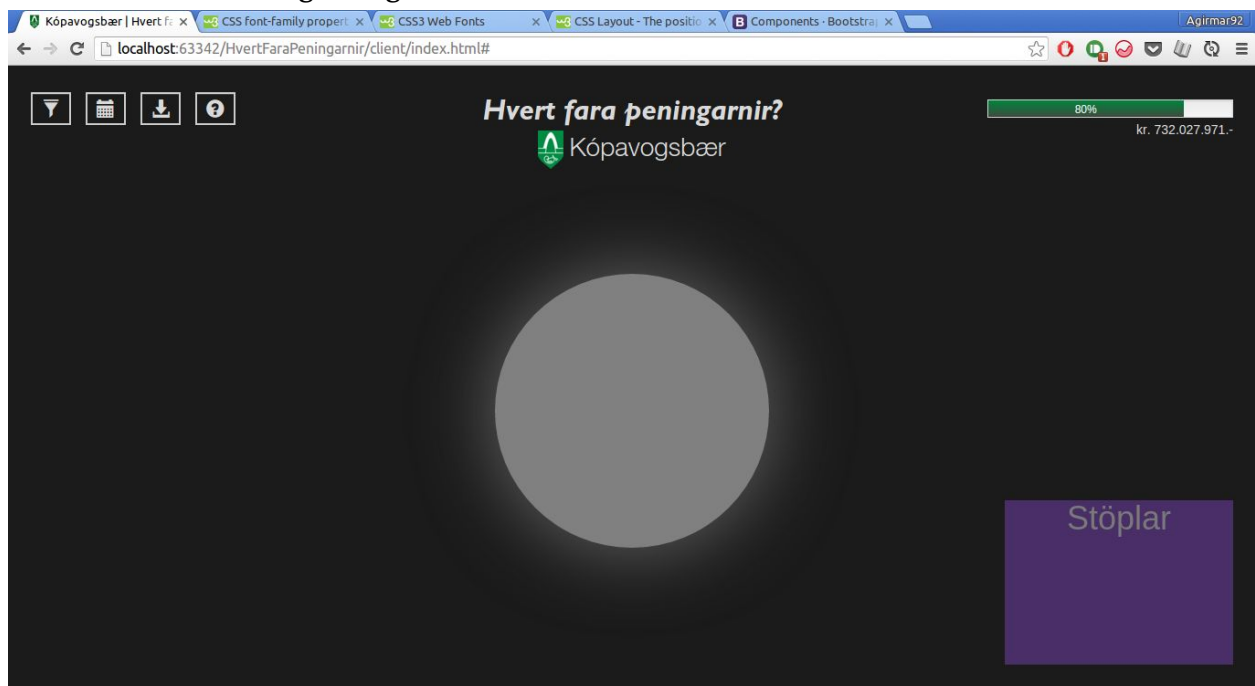 Kópavogsbær | Hvert fa
CSS font-family propert
CSS3 Web Fonts
CSS Layout - The positio
Components · Bootstrap
Agirmar92
localhost:63342/HvertFaraPeningarnir/client/index.html#
Hvert fara peningarnir?
Kópavogsbær
80%
kr. 732.027.971.-
Stöplar